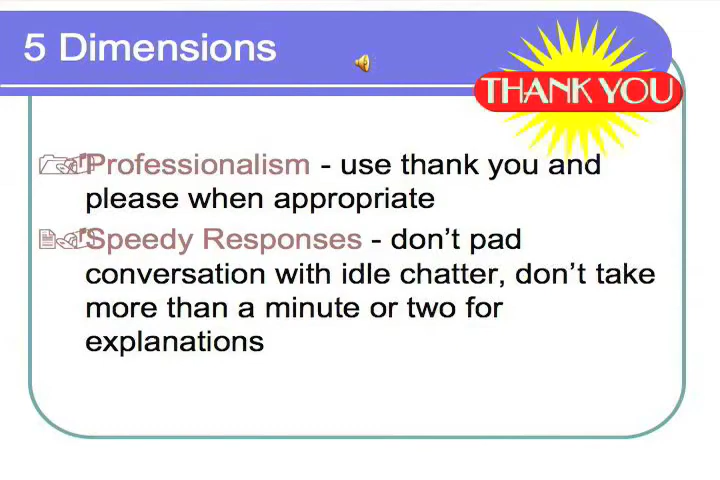 5 Dimensions
THANK YOU
Professionalism - use thank you and
please when appropriate
Speedy Responses - don't pad
conversation with idle chatter, don't take
more than a minute or two for
explanations